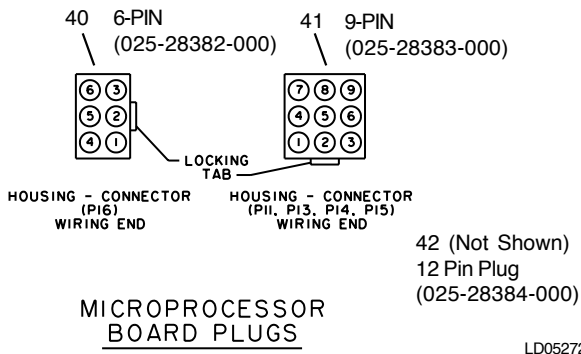 40 6-PIN
(025-28382-000)
41 9-PIN
(025-28383-000)
6 3
5 2
4 1
7 8 9
4 5 6
1 2 3
LOCKING
TAB
HOUSING - CONNECTOR
(P16)
WIRING END
HOUSING - CONNECTOR
(P11, P13, P14, P15)
WIRING END
42 (Not Shown)
12 Pin Plug
(025-28384-000)
MICROPROCESSOR
BOARD PLUGS
LD05272